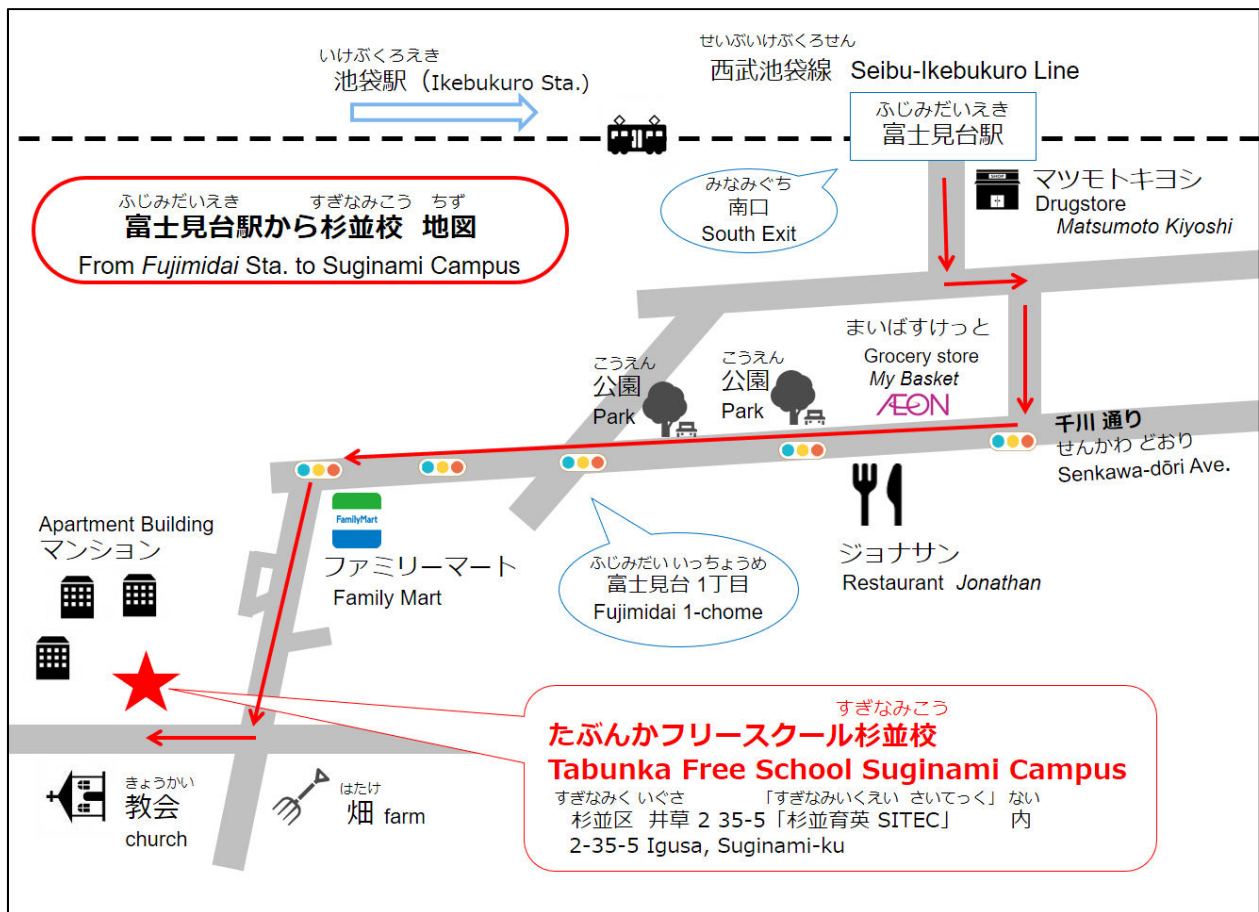 いけぶくろえき
池袋駅（Ikebukuro Sta.)
せいぶいけぶくろせん
西武池袋線 Seibu-Ikebukuro Line
ふじみだいえき
富士見台駅
みなみぐち
南口
South Exit
SHOP
マツモトキヨシ
Drugstore
Matsumoto Kiyoshi
ふじみだいえき すぎなみこう ちず
富士見台駅から杉並校 地図
From Fujimidai Sta. to Suginami Campus
まいばすけっと
Grocery store
My Basket
ÆON
こうえん
公園
Park
こうえん
公園
Park
千川 通り
せんかわ どおり
Senkawa-dōri Ave.
Apartment Building
マンション
FamilyMart
ファミリーマート
Family Mart
ふじみだい いっちょうめ
富士見台 1丁目
Fujimidai 1-chome
ジョナサン
Restaurant Jonathan
すぎなみこう
たぶんかフリースクール杉並校
Tabunka Free School Suginami Campus
すぎなみく いぐさ 「すぎなみいくえい さいてっく」 ない
杉並区 井草 2 35-5「杉並育英 SITEC」 内
2-35-5 Igusa, Suginami-ku
きょうかい
教会
church
はたけ
畑 farm